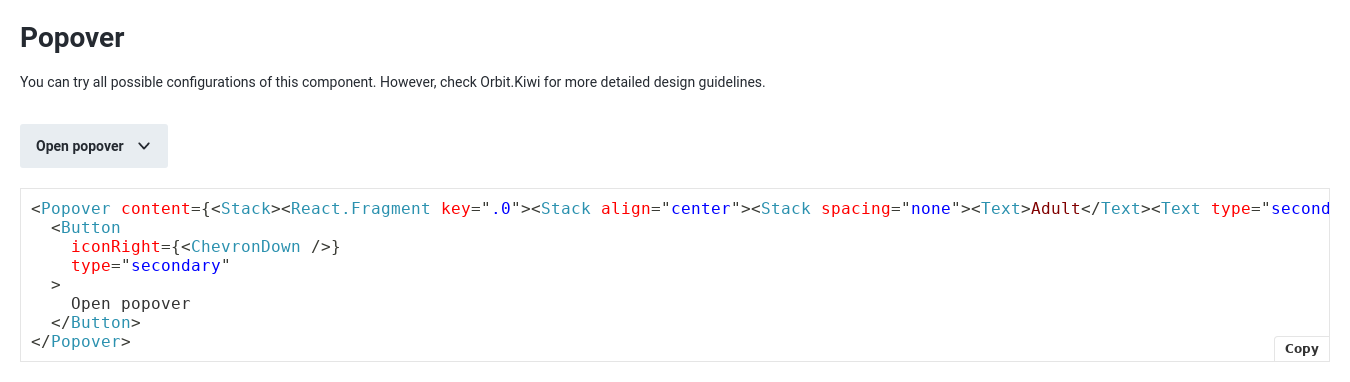 Popover
You can try all possible configurations of this component. However, check Orbit.Kiwi for more detailed design guidelines.
Open popover
<Popover content={<Stack><React.Fragment key=".0"><Stack align="center"><Stack spacing="none"><Text>Adult</Text><Text type="second
  <Button
    iconRight={<ChevronDown />}
    type="secondary"
  >
    Open popover
  </Button>
</Popover>
Copy